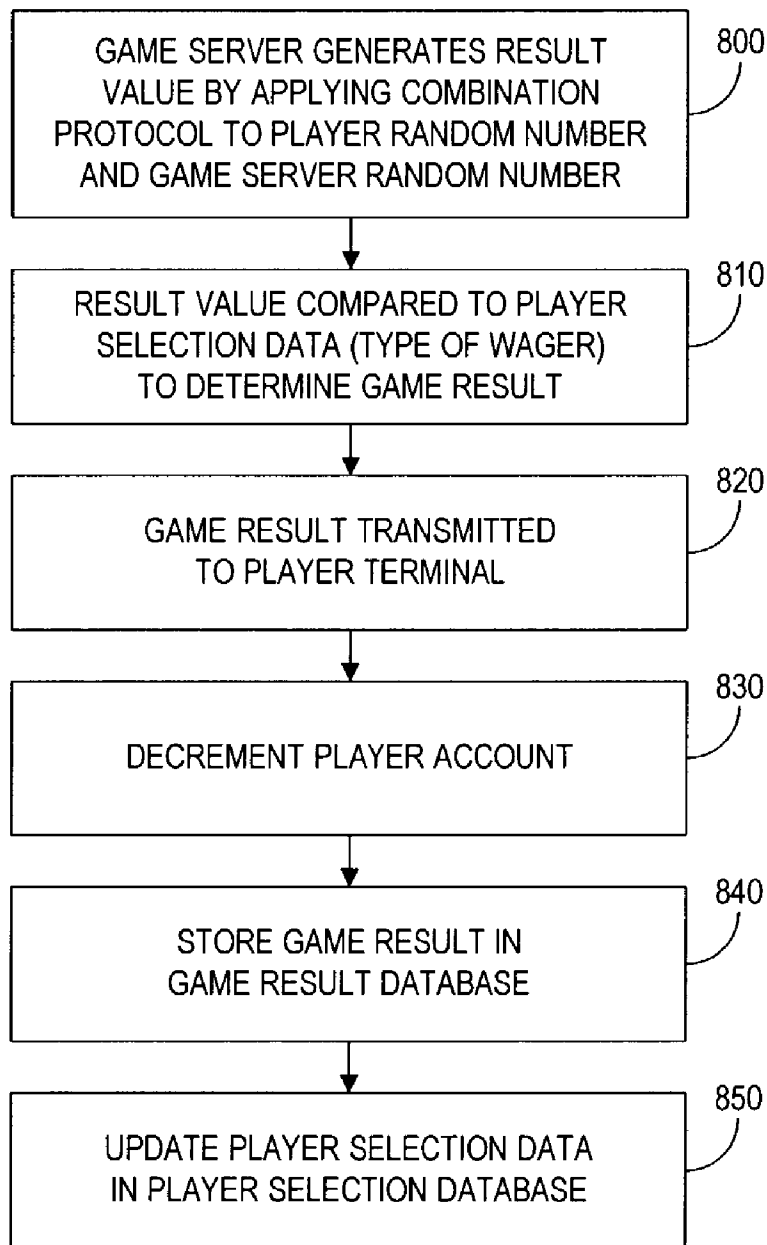 GAME SERVER GENERATES RESULT
VALUE BY APPLYING COMBINATION
PROTOCOL TO PLAYER RANDOM NUMBER
AND GAME SERVER RANDOM NUMBER
800
RESULT VALUE COMPARED TO PLAYER
SELECTION DATA (TYPE OF WAGER)
TO DETERMINE GAME RESULT
810
GAME RESULT TRANSMITTED
TO PLAYER TERMINAL
820
DECREMENT PLAYER ACCOUNT
830
STORE GAME RESULT IN
GAME RESULT DATABASE
840
UPDATE PLAYER SELECTION DATA
IN PLAYER SELECTION DATABASE
850